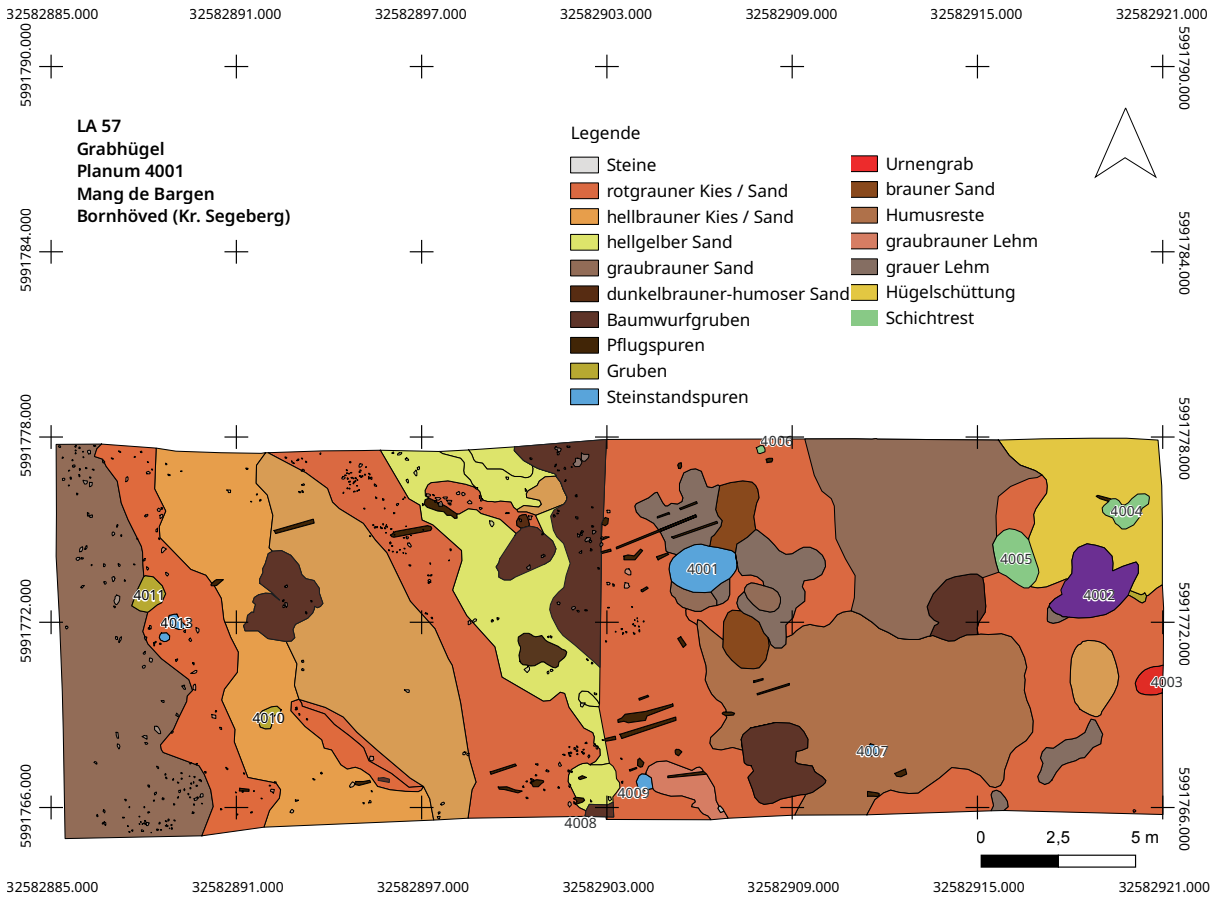 32582885.000 32582891.000 32582897.000 32582903.000 32582909.000 32582915.000 32582921.000
5991790.000
5991790.000
LA 57
Grabhügel
Planum 4001
Mang de Bargen
Bornhöved (Kr. Segeberg)
Legende
Steine
rotgrauner Kies / Sand
hellbrauner Kies / Sand
hellgelber Sand
graubrauner Sand
dunkelbrauner-humoser Sand
Baumwurfgruben
Pflugspuren
Gruben
Steinstandspuren
Urnengrab
brauner Sand
Humusreste
graubrauner Lehm
grauer Lehm
Hügelschüttung
Schichtrest
5991784.000
5991784.000
5991778.000
5991778.000
4006
4004
4005
4001
4011
4002
4013
5991772.000
5991772.000
4003
4010
4007
4009
4008
5991766.000
5991766.000
0 2,5 5 m
32582885.000 32582891.000 32582897.000 32582903.000 32582909.000 32582915.000 32582921.000